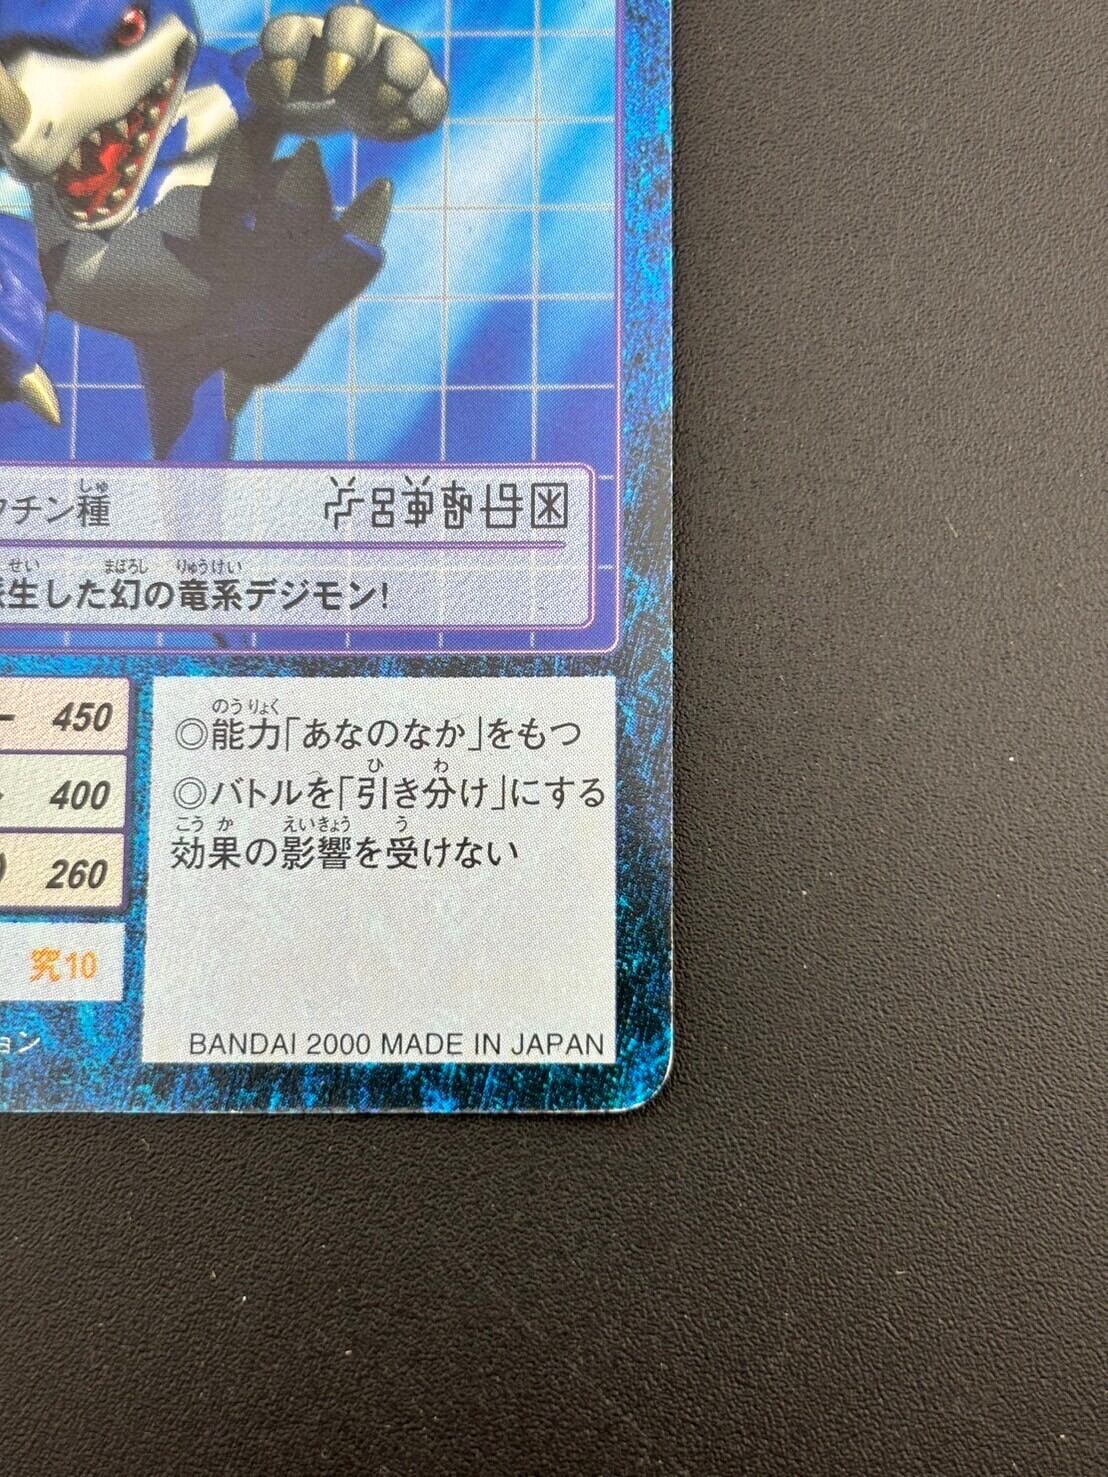 クチン種
派生した幻の竜系デジモン!
ー 450
400
) 260
究10
ョン
◎能力「あなのなか」をもつ
◎バトルを「引き分け」にする
効果の影響を受けない
BANDAI 2000 MADE IN JAPAN